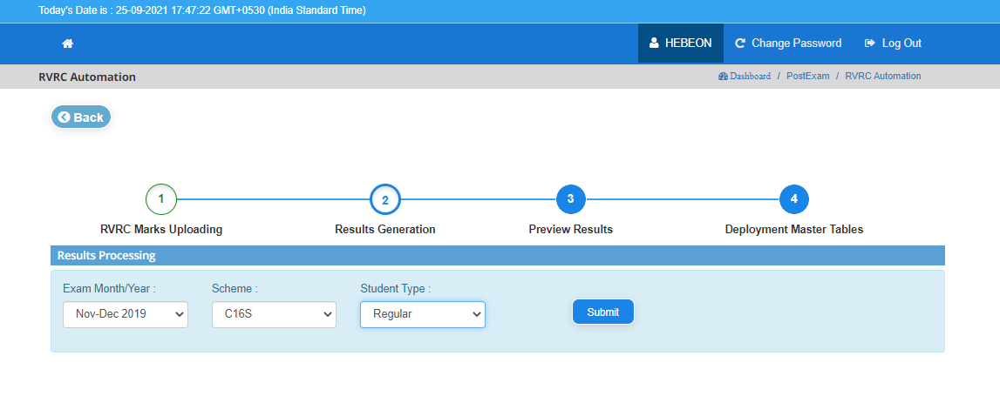 Today's Date is : 25-09-2021 17:47:22 GMT+0530 (India Standard Time)
HEBEON Change Password Log Out
RVRC Automation Dashboard / PostExam / RVRC Automation
Back
1 2 3 4
RVRC Marks Uploading Results Generation Preview Results Deployment Master Tables
Results Processing
Exam Month/Year : Scheme : Student Type :
Nov-Dec 2019 C16S Regular Submit